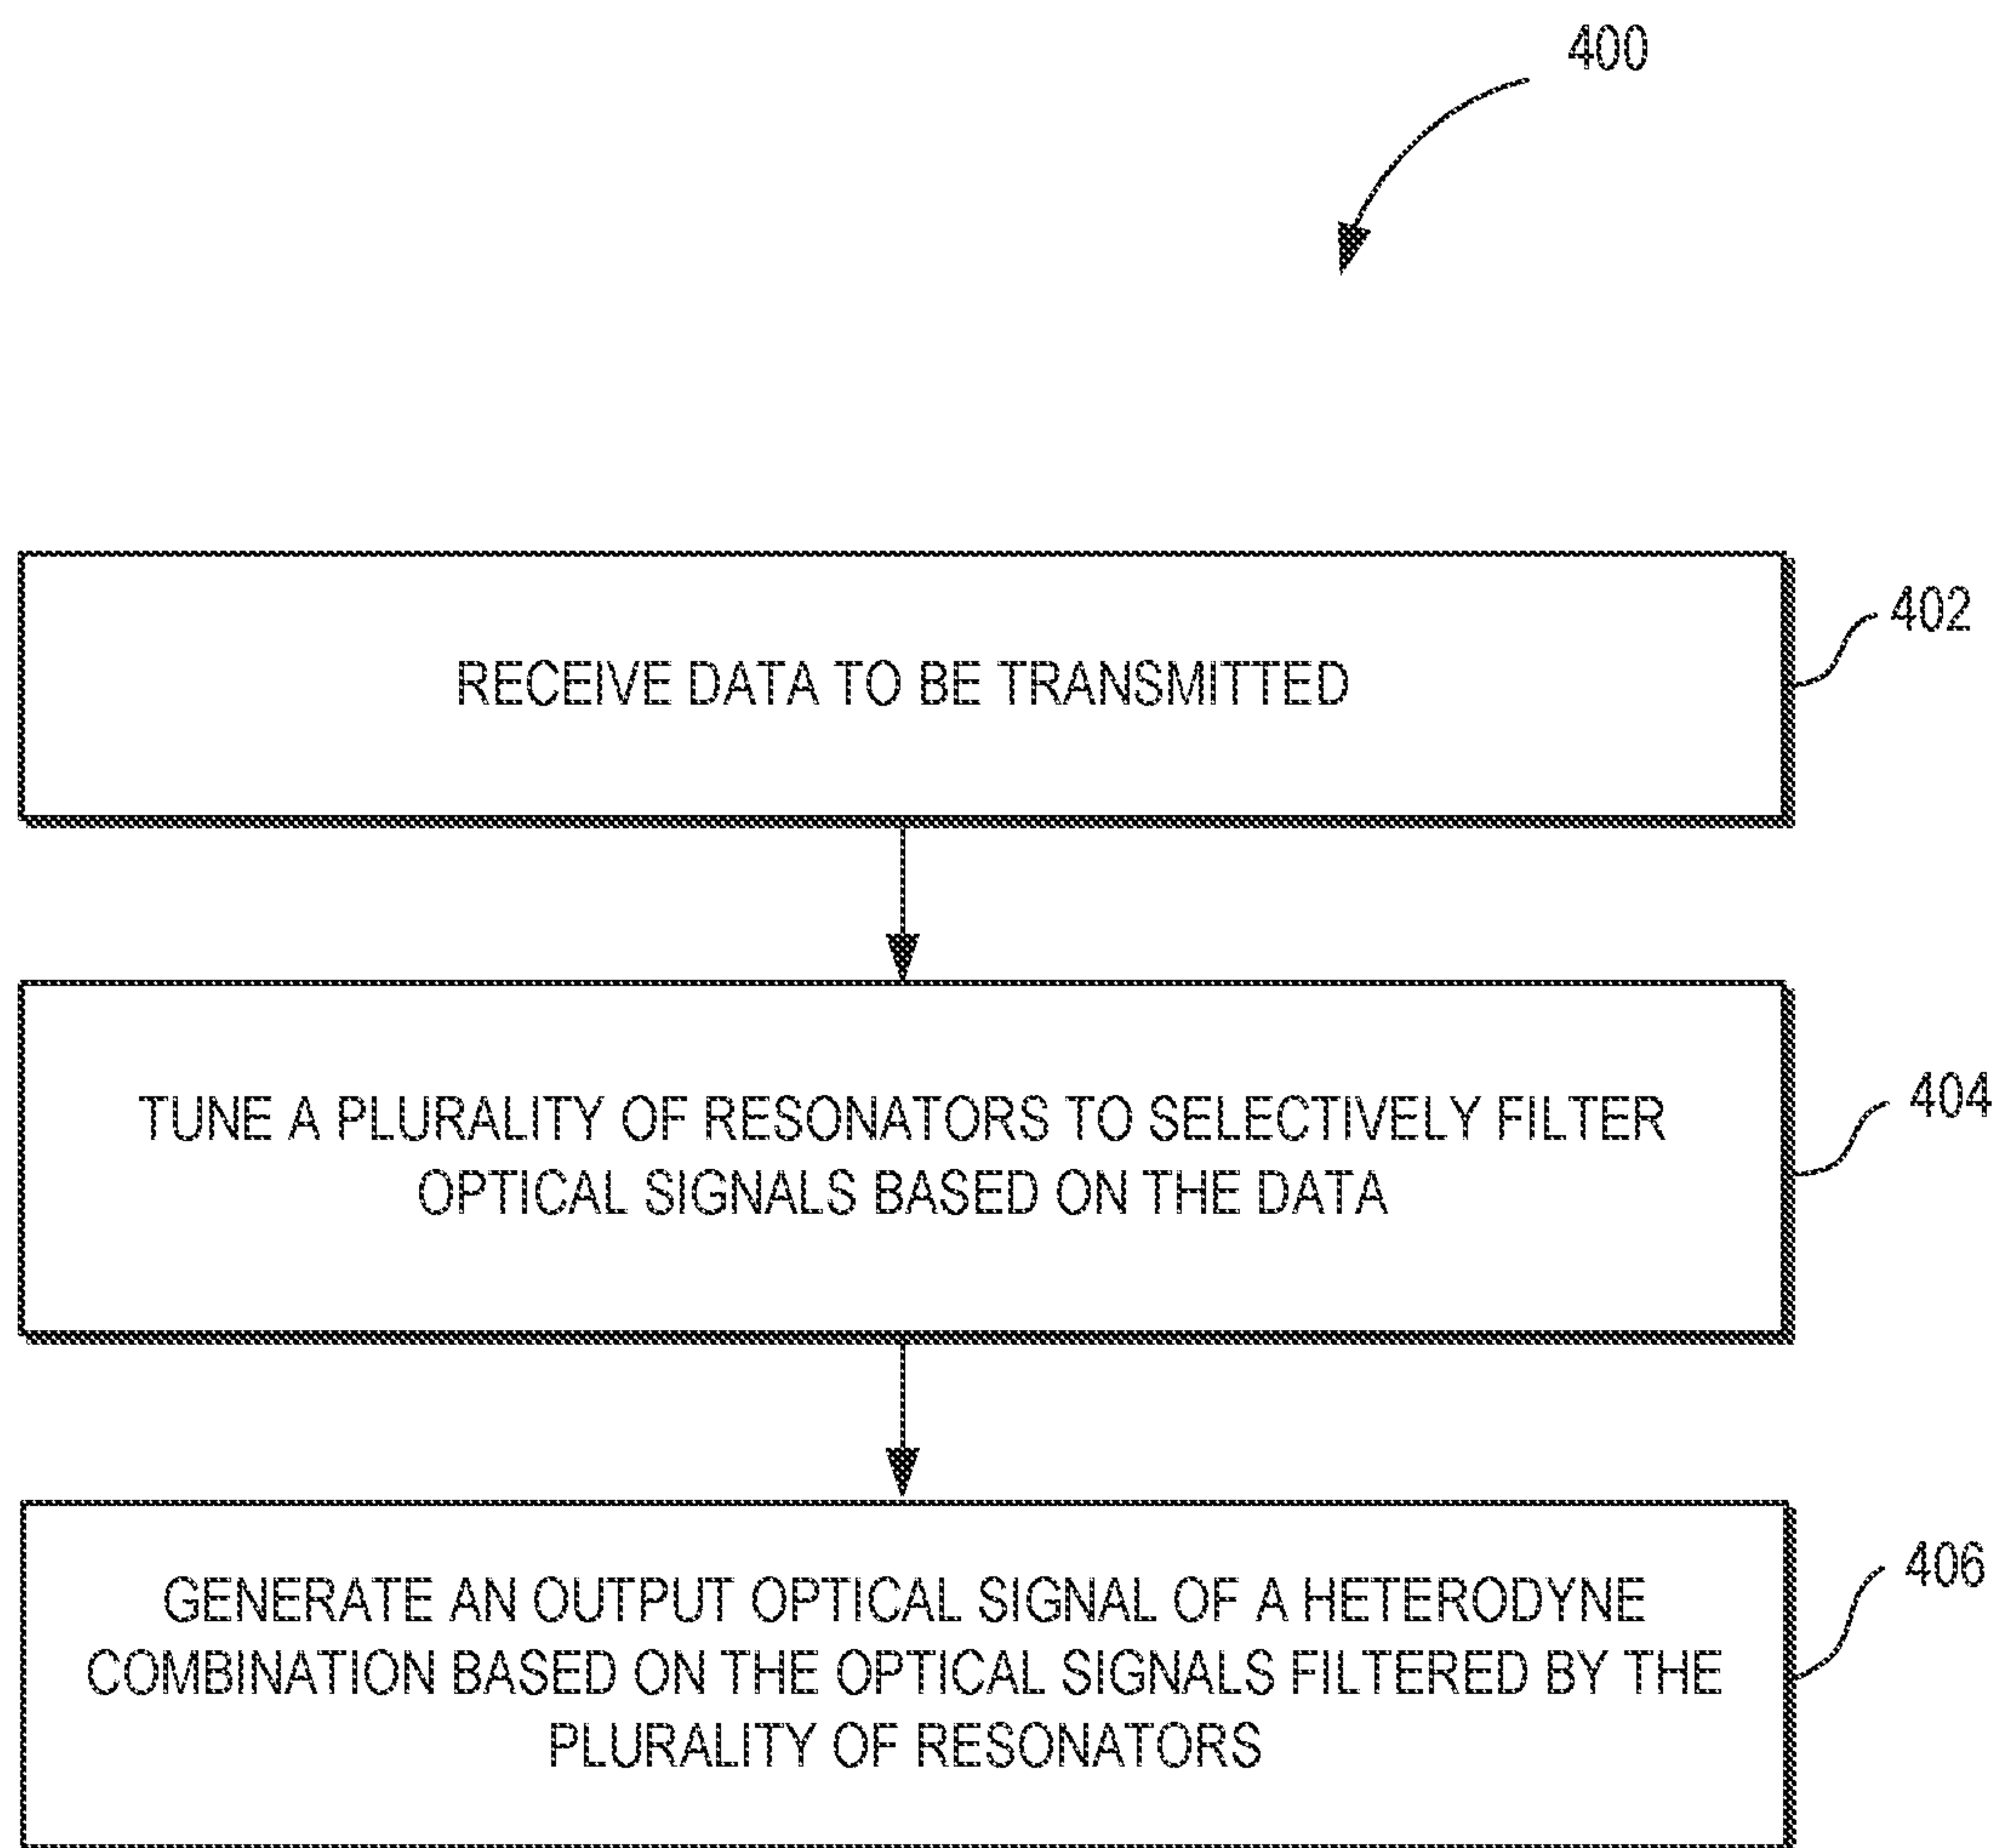 400
RECEIVE DATA TO BE TRANSMITTED
402
TUNE A PLURALITY OF RESONATORS TO SELECTIVELY FILTER
OPTICAL SIGNALS BASED ON THE DATA
404
GENERATE AN OUTPUT OPTICAL SIGNAL OF A HETERODYNE
COMBINATION BASED ON THE OPTICAL SIGNALS FILTERED BY THE
PLURALITY OF RESONATORS
406